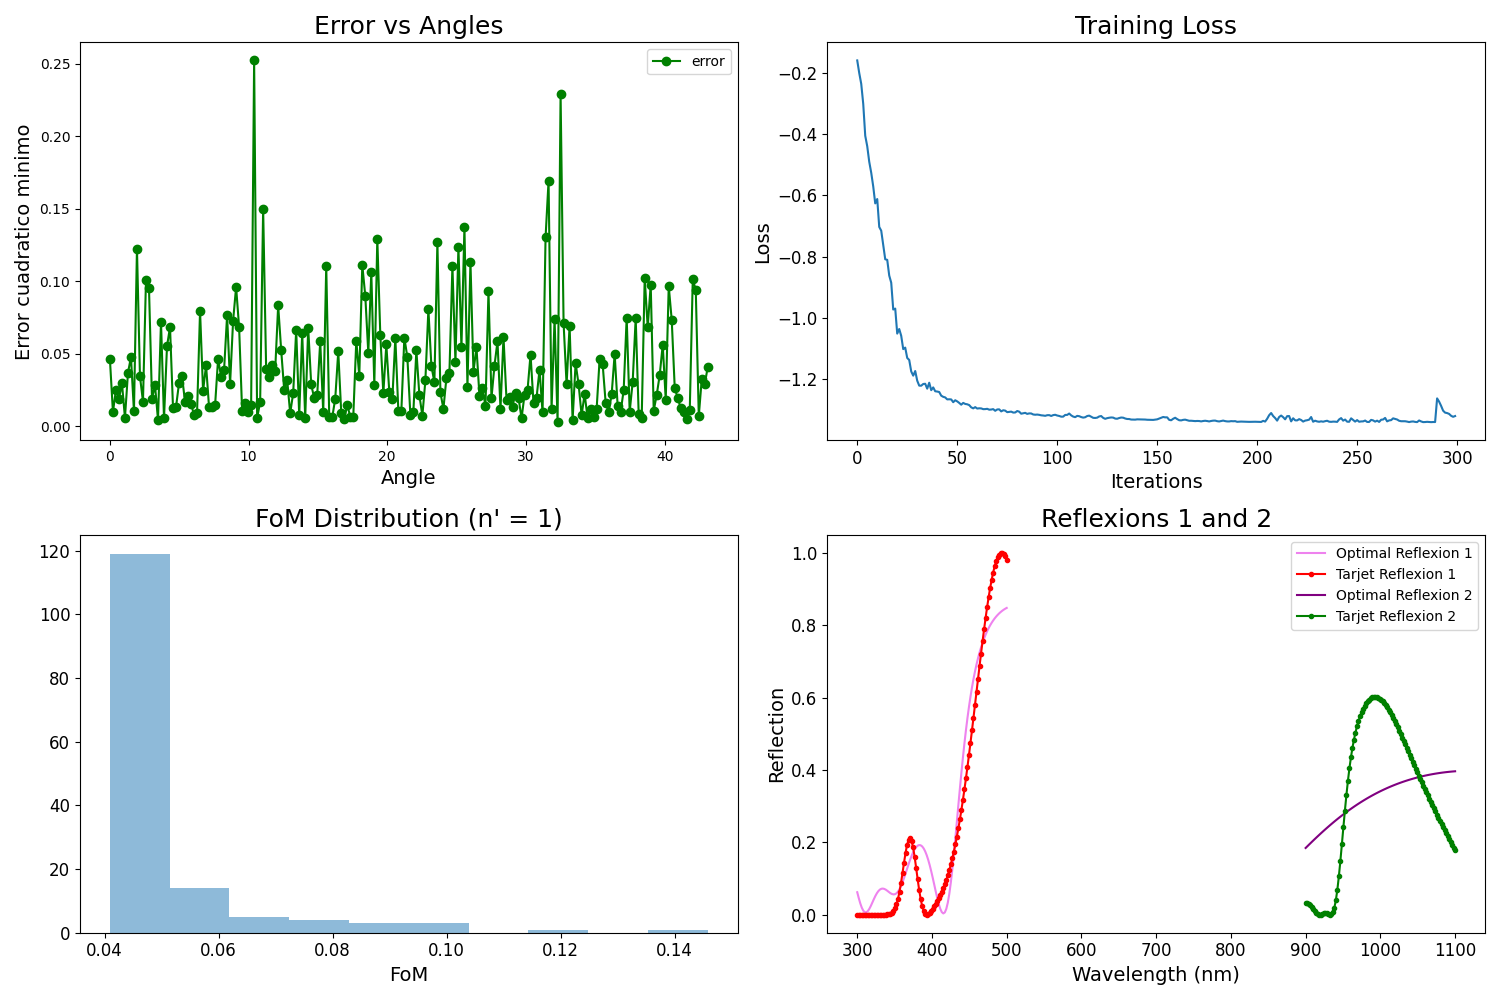 Error vs Angles
0.25
0.20
0.15
0.10
0.05
0.00
Error cuadratico minimo
error
0 10 20 30 40
Angle
Training Loss
−0.2
−0.4
−0.6
−0.8
−1.0
−1.2
Loss
0 50 100 150 200 250 300
Iterations
FoM Distribution (n' = 1)
120
100
80
60
40
20
0
0.04 0.06 0.08 0.10 0.12 0.14
FoM
Reflexions 1 and 2
1.0
0.8
0.6
0.4
0.2
0.0
Reflection
Optimal Reflexion 1
Tarjet Reflexion 1
Optimal Reflexion 2
Tarjet Reflexion 2
300 400 500 600 700 800 900 1000 1100
Wavelength (nm)